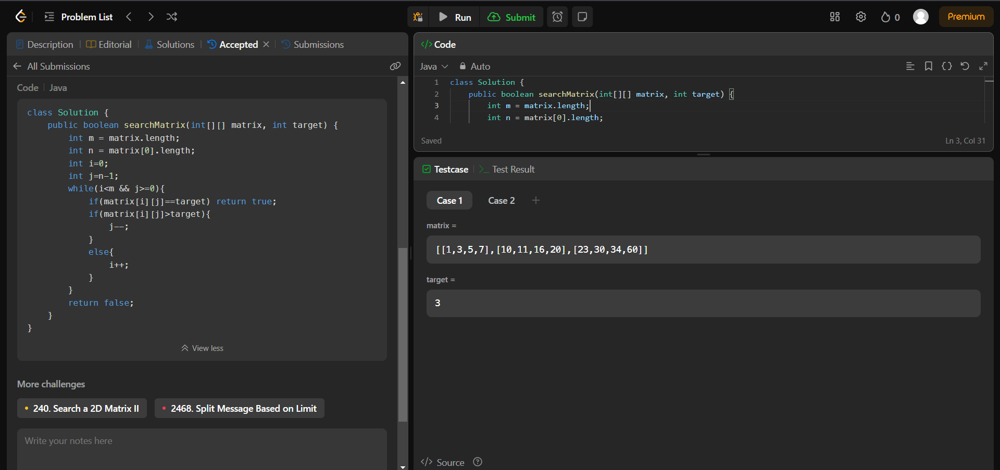 Problem List
Run
Submit
0
Premium
Description
Editorial
Solutions
Accepted
Submissions
All Submissions
Code
Java
class Solution {
    public boolean searchMatrix(int[][] matrix, int target) {
        int m = matrix.length;
        int n = matrix[0].length;
        int i=0;
        int j=n-1;
        while(i<m && j>=0){
            if(matrix[i][j]==target) return true;
            if(matrix[i][j]>target){
                j--;
            }
            else{
                i++;
            }
        }
        return false;
    }
}
View less
More challenges
240. Search a 2D Matrix II
2468. Split Message Based on Limit
Write your notes here
</> Code
Java
Auto
1 class Solution {
2     public boolean searchMatrix(int[][] matrix, int target) {
3         int m = matrix.length;
4         int n = matrix[0].length;
Saved
Ln 3, Col 31
Testcase
Test Result
Case 1
Case 2
matrix =
[[1,3,5,7],[10,11,16,20],[23,30,34,60]]
target =
3
</> Source